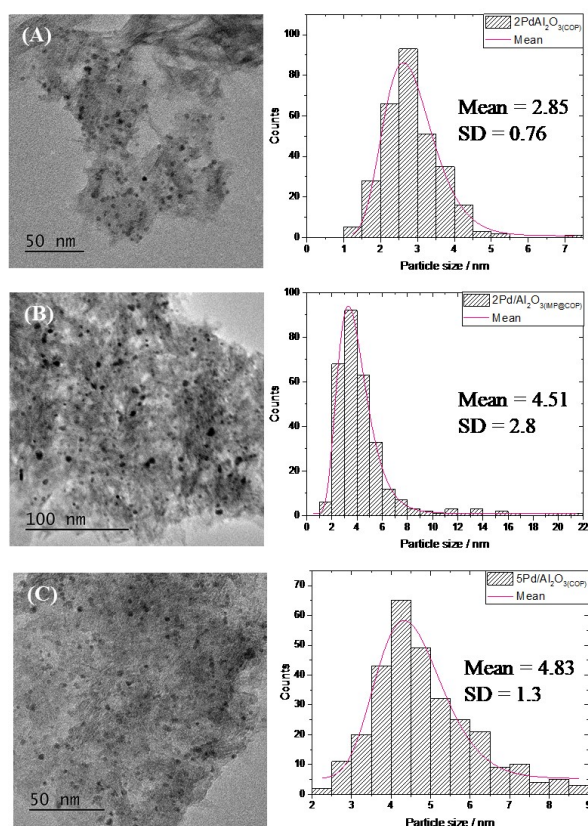 (A)
50 nm
2PdAl₂O₃(COP)
Mean
Mean = 2.85
SD = 0.76
Counts
100
80
60
40
20
0
0 1 2 3 4 5 6 7
Particle size / nm
(B)
100 nm
2Pd/Al₂O₃(IMP@COP)
Mean
Mean = 4.51
SD = 2.8
Counts
100
80
60
40
20
0
0 2 4 6 8 10 12 14 16 18 20 22
Particle size / nm
(C)
50 nm
5Pd/Al₂O₃(COP)
Mean
Mean = 4.83
SD = 1.3
Counts
70
60
50
40
30
20
10
0
2 3 4 5 6 7 8 9
Particle size / nm